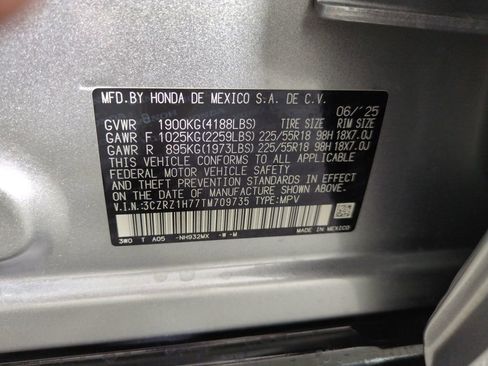 MFD.BY HONDA DE MEXICO S.A. DE C.V.
06/'25
GVWR 1900KG(4188LBS) TIRE SIZE RIM SIZE
GAWR F 1025KG(2259LBS) 225/55R18 98H 18X7.0J
GAWR R 895KG(1973LBS) 225/55R18 98H 18X7.0J
THIS VEHICLE CONFORMS TO ALL APPLICABLE
FEDERAL MOTOR VEHICLE SAFETY
AND THEFT PREVENTION STANDARDS IN EFFECT
ON THE DATE OF MANUFACTURE SHOWN ABOVE.
V.I.N.:3CZRZ1H77TM709735 TYPE:MPV
3W0 T A05 -NH932MX -W -M
MADE IN MEXICO